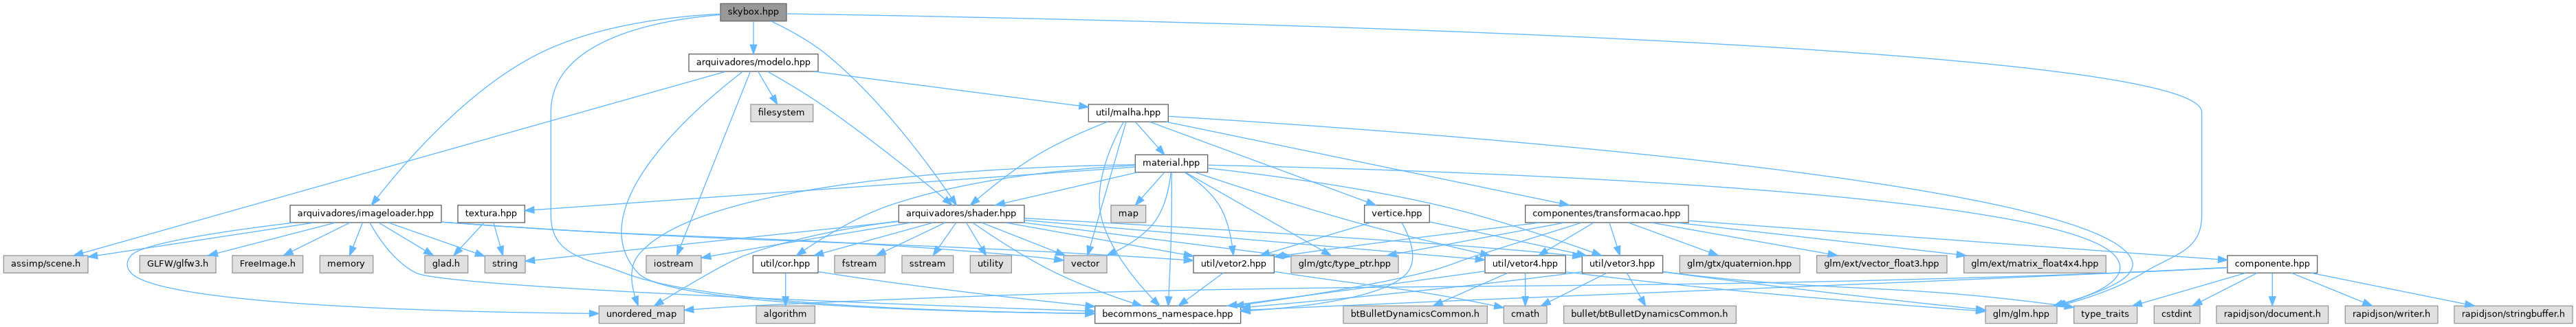 skybox.hpp
arquivadores/modelo.hpp
filesystem
util/malha.hpp
material.hpp
arquivadores/imageloader.hpp
textura.hpp
arquivadores/shader.hpp
map
vertice.hpp
componentes/transformacao.hpp
assimp/scene.h
GLFW/glfw3.h
FreeImage.h
memory
glad.h
string
iostream
util/cor.hpp
fstream
sstream
utility
vector
util/vetor2.hpp
glm/gtc/type_ptr.hpp
util/vetor4.hpp
util/vetor3.hpp
glm/gtx/quaternion.hpp
glm/ext/vector_float3.hpp
glm/ext/matrix_float4x4.hpp
componente.hpp
unordered_map
algorithm
becommons_namespace.hpp
btBulletDynamicsCommon.h
cmath
bullet/btBulletDynamicsCommon.h
glm/glm.hpp
type_traits
cstdint
rapidjson/document.h
rapidjson/writer.h
rapidjson/stringbuffer.h